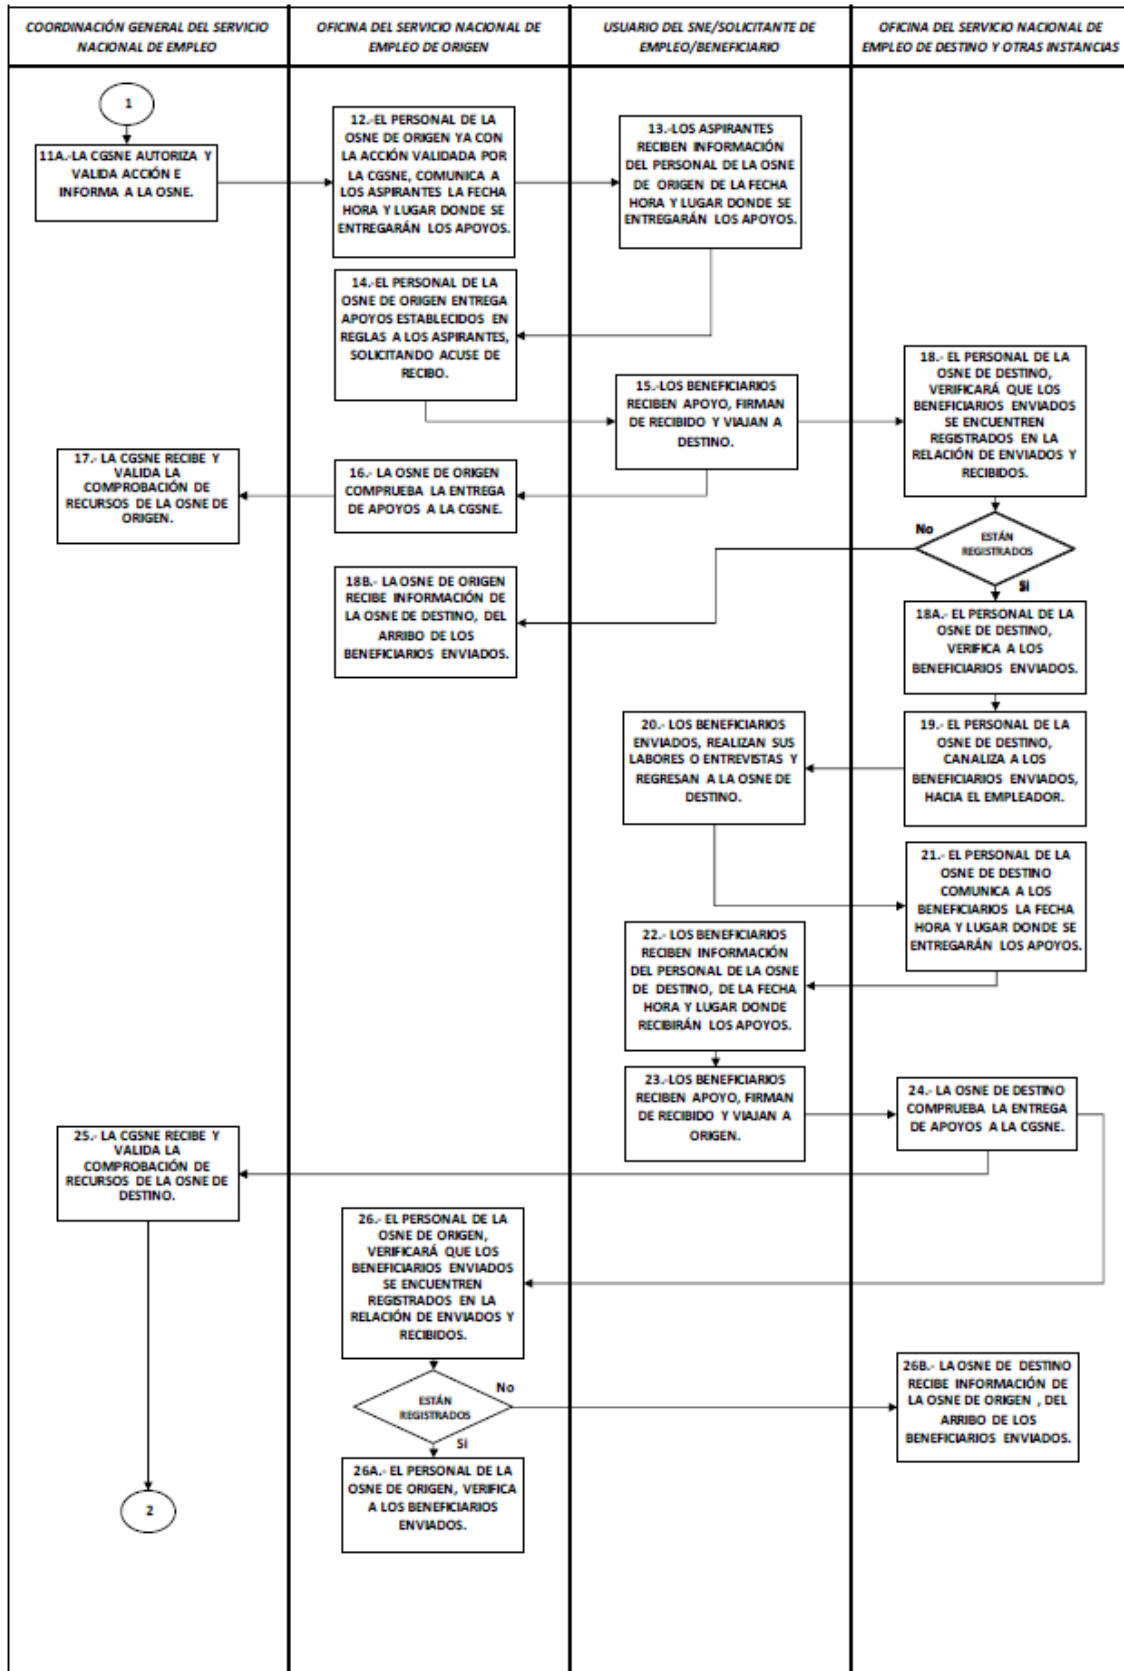 COORDINACIÓN GENERAL DEL SERVICIO
NACIONAL DE EMPLEO
OFICINA DEL SERVICIO NACIONAL DE
EMPLEO DE ORIGEN
USUARIO DEL SNE/SOLICITANTE DE
EMPLEO/BENEFICIARIO
OFICINA DEL SERVICIO NACIONAL DE
EMPLEO DE DESTINO Y OTRAS INSTANCIAS
1
11A.-LA CGSNE AUTORIZA Y
VALIDA ACCIÓN E
INFORMA A LA OSNE.
12.-EL PERSONAL DE LA
OSNE DE ORIGEN YA CON
LA ACCIÓN VALIDADA POR
LA CGSNE, COMUNICA A
LOS ASPIRANTES LA FECHA
HORA Y LUGAR DONDE SE
ENTREGARÁN LOS APOYOS.
13.-LOS ASPIRANTES
RECIBEN INFORMACIÓN
DEL PERSONAL DE LA OSNE
DE ORIGEN DE LA FECHA
HORA Y LUGAR DONDE SE
ENTREGARÁN LOS APOYOS.
14.-EL PERSONAL DE LA
OSNE DE ORIGEN ENTREGA
APOYOS ESTABLECIDOS EN
REGLAS A LOS ASPIRANTES,
SOLICITANDO ACUSE DE
RECIBO.
15.-LOS BENEFICIARIOS
RECIBEN APOYO, FIRMAN
DE RECIBIDO Y VIAJAN A
DESTINO.
18.- EL PERSONAL DE LA
OSNE DE DESTINO,
VERIFICARÁ QUE LOS
BENEFICIARIOS ENVIADOS
SE ENCUENTREN
REGISTRADOS EN LA
RELACIÓN DE ENVIADOS Y
RECIBIDOS.
17.- LA CGSNE RECIBE Y
VALIDA LA
COMPROBACIÓN DE
RECURSOS DE LA OSNE DE
ORIGEN.
16.- LA OSNE DE ORIGEN
COMPRUEBA LA ENTREGA
DE APOYOS A LA CGSNE.
No
ESTÁN
REGISTRADOS
Si
18B.- LA OSNE DE ORIGEN
RECIBE INFORMACIÓN DE
LA OSNE DE DESTINO, DEL
ARRIBO DE LOS
BENEFICIARIOS ENVIADOS.
18A.- EL PERSONAL DE LA
OSNE DE DESTINO,
VERIFICA A LOS
BENEFICIARIOS ENVIADOS.
20.- LOS BENEFICIARIOS
ENVIADOS, REALIZAN SUS
LABORES O ENTREVISTAS Y
REGRESAN A LA OSNE DE
DESTINO.
19.- EL PERSONAL DE LA
OSNE DE DESTINO,
CANALIZA A LOS
BENEFICIARIOS ENVIADOS,
HACIA EL EMPLEADOR.
21.- EL PERSONAL DE LA
OSNE DE DESTINO
COMUNICA A LOS
BENEFICIARIOS LA FECHA
HORA Y LUGAR DONDE SE
ENTREGARÁN LOS APOYOS.
22.- LOS BENEFICIARIOS
RECIBEN INFORMACIÓN
DEL PERSONAL DE LA OSNE
DE DESTINO, DE LA FECHA
HORA Y LUGAR DONDE
RECIBIRÁN LOS APOYOS.
23.-LOS BENEFICIARIOS
RECIBEN APOYO, FIRMAN
DE RECIBIDO Y VIAJAN A
ORIGEN.
24.- LA OSNE DE DESTINO
COMPRUEBA LA ENTREGA
DE APOYOS A LA CGSNE.
25.- LA CGSNE RECIBE Y
VALIDA LA
COMPROBACIÓN DE
RECURSOS DE LA OSNE DE
DESTINO.
26.- EL PERSONAL DE LA
OSNE DE ORIGEN,
VERIFICARÁ QUE LOS
BENEFICIARIOS ENVIADOS
SE ENCUENTREN
REGISTRADOS EN LA
RELACIÓN DE ENVIADOS Y
RECIBIDOS.
ESTÁN
REGISTRADOS
No
Si
26B.- LA OSNE DE DESTINO
RECIBE INFORMACIÓN DE
LA OSNE DE ORIGEN , DEL
ARRIBO DE LOS
BENEFICIARIOS ENVIADOS.
26A.- EL PERSONAL DE LA
OSNE DE ORIGEN, VERIFICA
A LOS BENEFICIARIOS
ENVIADOS.
2